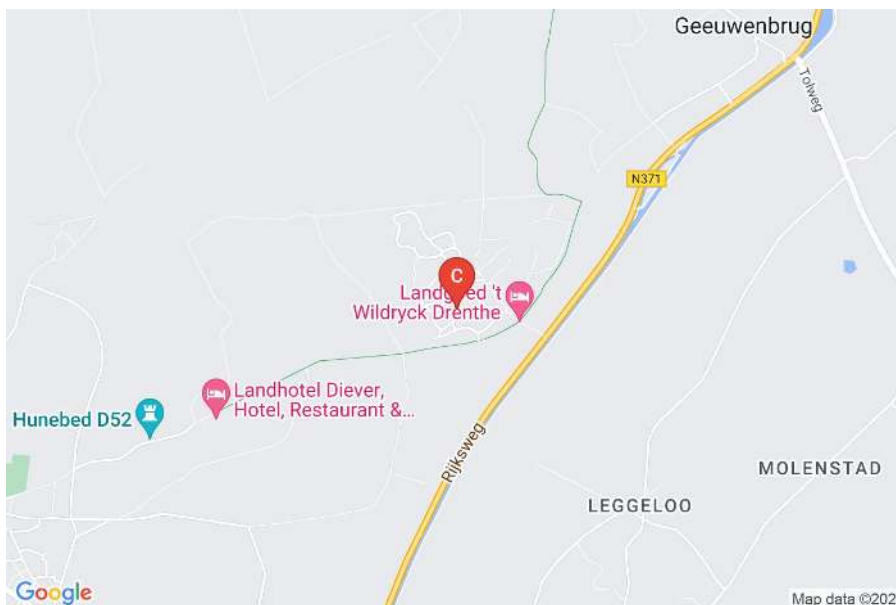 Geeuwenbrug
Tolweg
N371
C
Landgoed 't
Wildryck Drenthe
Landhotel Diever,
Hotel, Restaurant &...
Hunebed D52
Rijksweg
MOLENSTAD
LEGGELOO
Google
Map data ©202